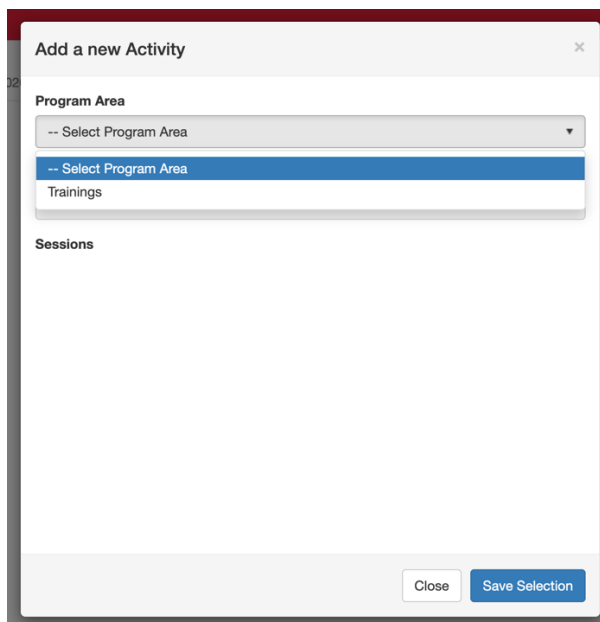 Add a new Activity
×
Program Area
-- Select Program Area
-- Select Program Area
Trainings
Sessions
Close Save Selection